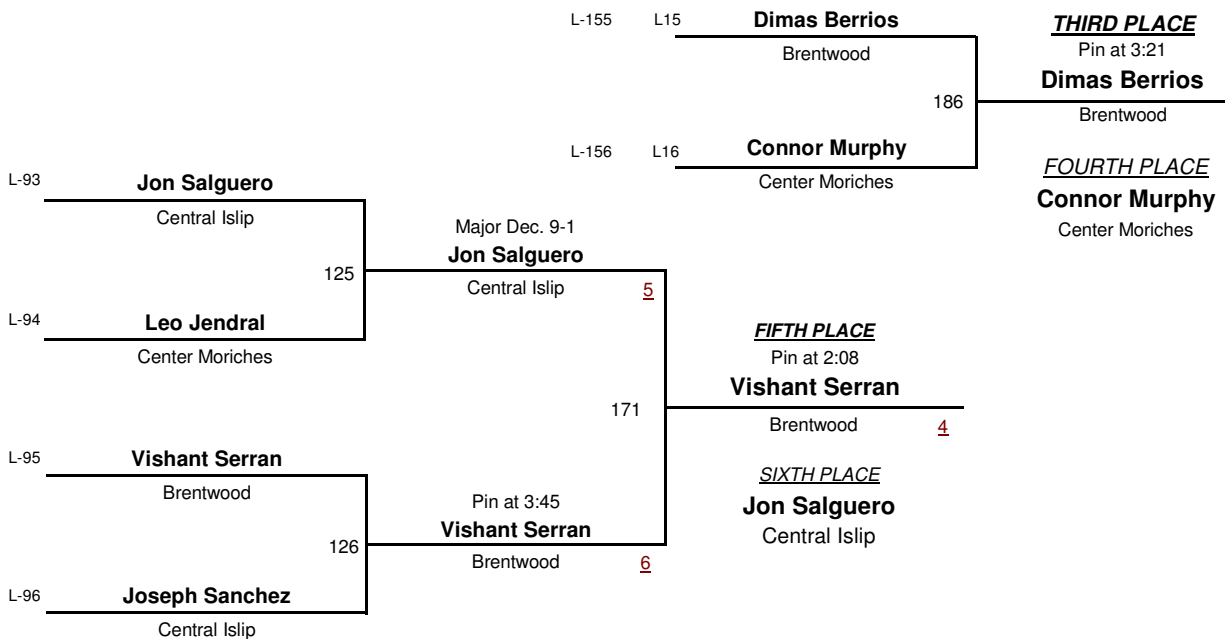 L-155 L15 Dimas Berrios
Brentwood
THIRD PLACE
Pin at 3:21
Dimas Berrios
186
Brentwood
L-156 L16 Connor Murphy
Center Moriches
FOURTH PLACE
Connor Murphy
Center Moriches
L-93 Jon Salguero
Central Islip
Major Dec. 9-1
125 Jon Salguero
Central Islip 5
L-94 Leo Jendral
Center Moriches
FIFTH PLACE
Pin at 2:08
171 Vishant Serran
Brentwood 4
L-95 Vishant Serran
Brentwood
SIXTH PLACE
Jon Salguero
Central Islip
Pin at 3:45
126 Vishant Serran
Brentwood 6
L-96 Joseph Sanchez
Central Islip